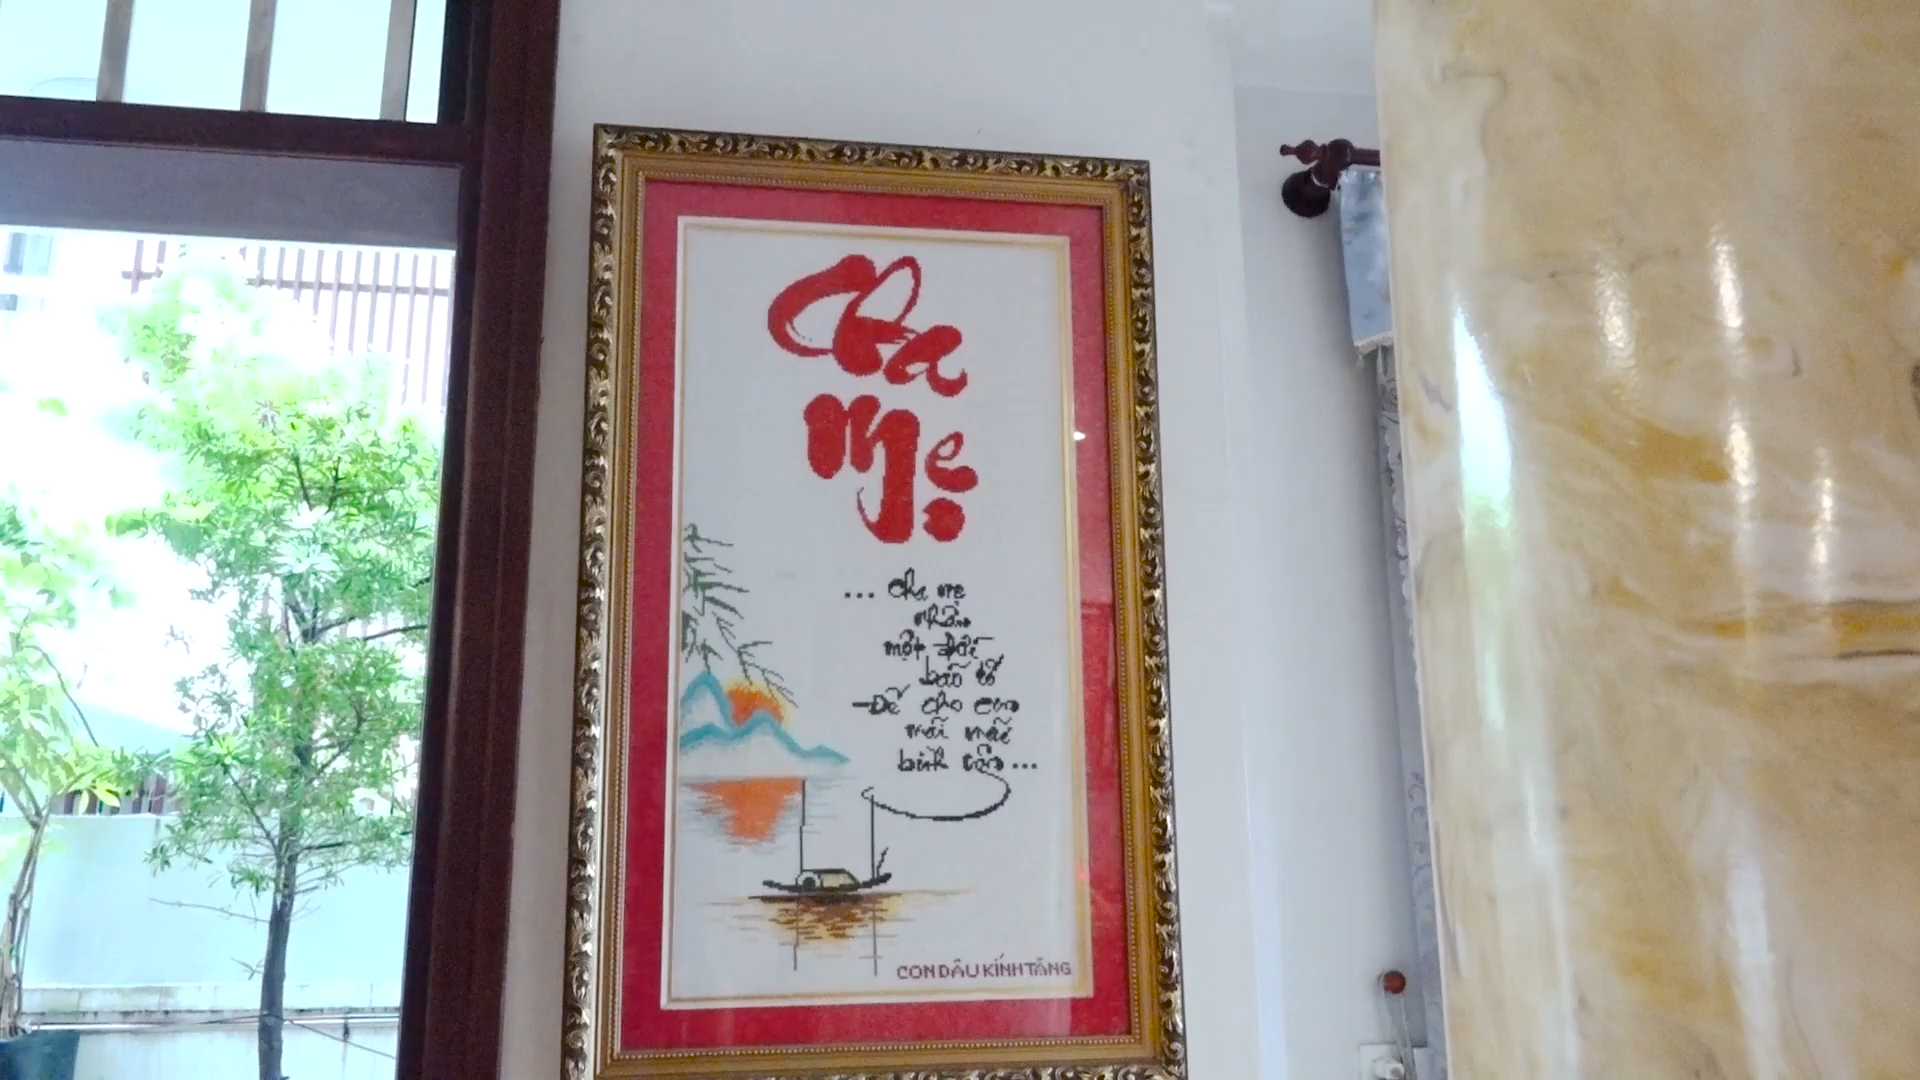 Cha
Mẹ
... Cha mẹ
nhận
một đời
bão tố
Để cho con
mãi mãi
bình yên ...
CON DÂU KÍNH TẶNG